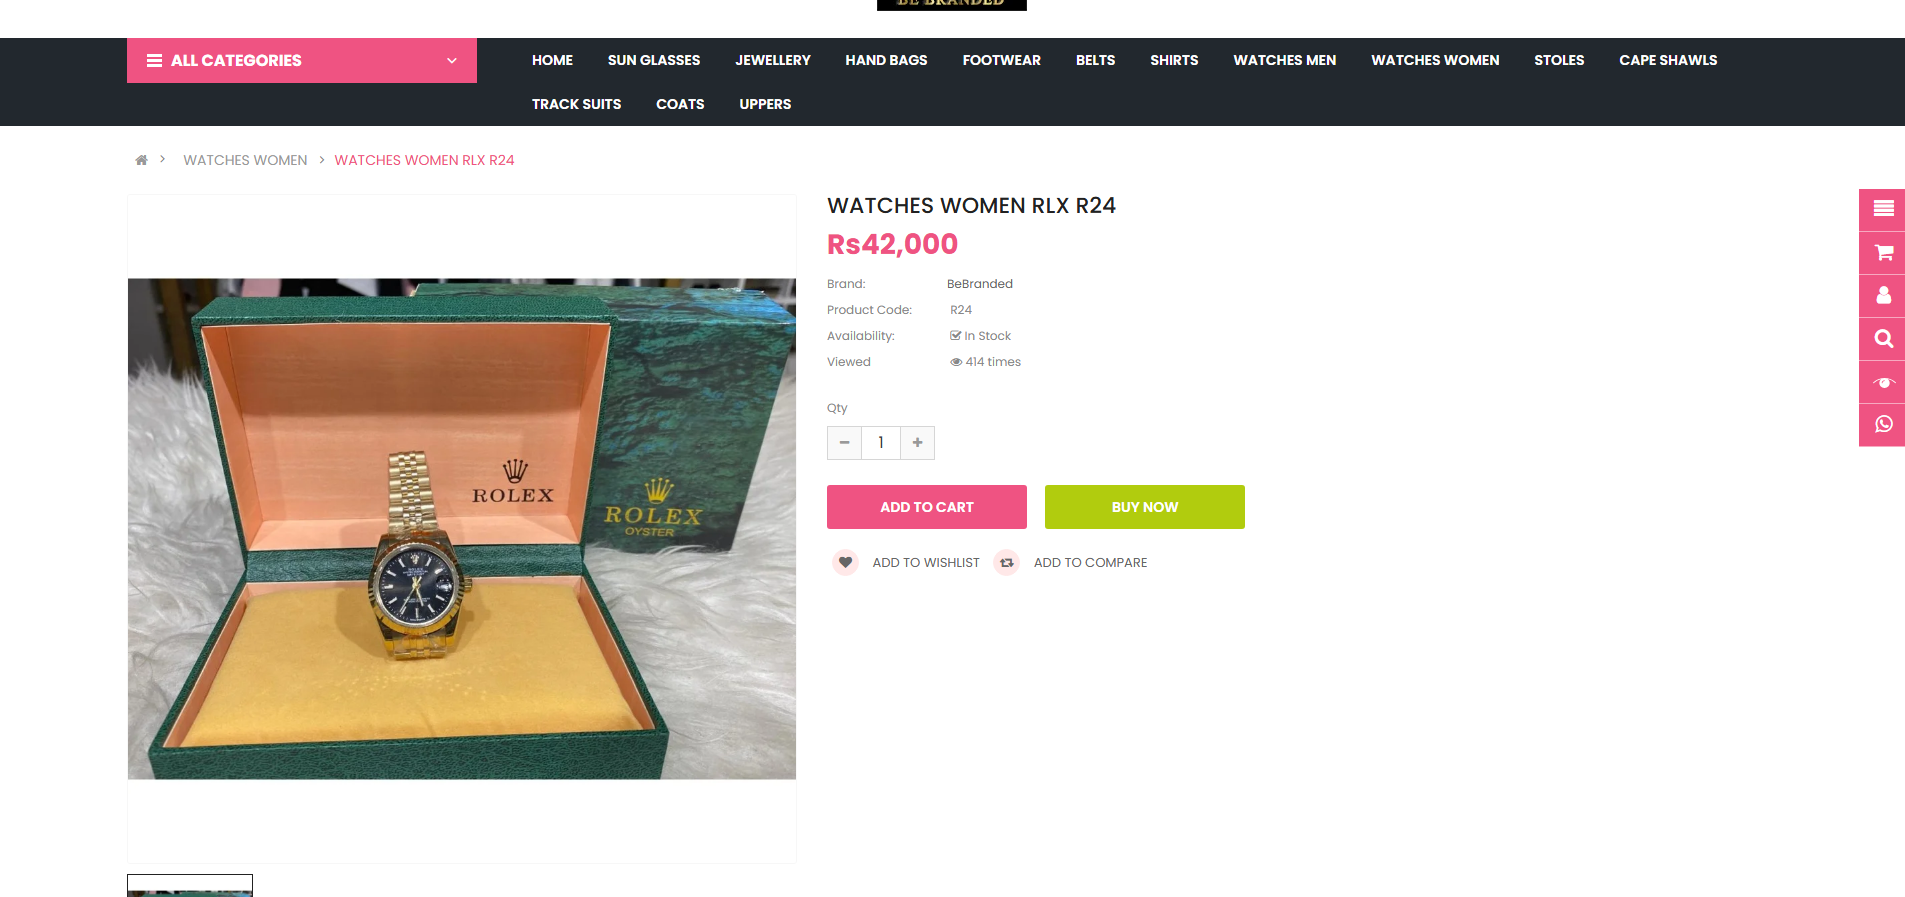 BE BRANDED
ALL CATEGORIES
HOME SUN GLASSES JEWELLERY HAND BAGS FOOTWEAR BELTS SHIRTS WATCHES MEN WATCHES WOMEN STOLES CAPE SHAWLS
TRACK SUITS COATS UPPERS
WATCHES WOMEN WATCHES WOMEN RLX R24
WATCHES WOMEN RLX R24
Rs42,000
Brand: BeBranded
Product Code: R24
Availability: In Stock
Viewed 414 times
Qty
1
ADD TO CART BUY NOW
ADD TO WISHLIST ADD TO COMPARE
ROLEX
ROLEX
OYSTER
ROLEX